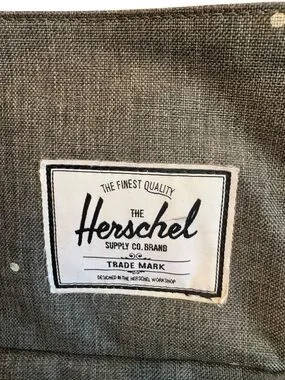 THE FINEST QUALITY
THE
Herschel
SUPPLY CO. BRAND
TRADE MARK
DESIGNED IN THE HERSCHEL WORKSHOP